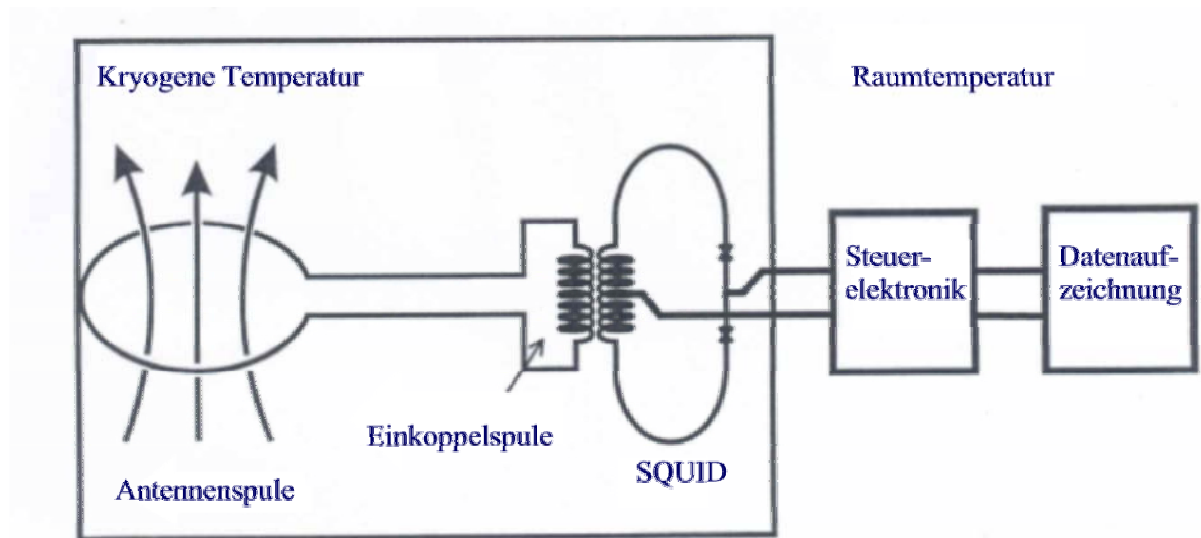 Kryogene Temperatur
Raumtemperatur
Steuer-
elektronik
Datenauf-
zeichnung
Einkoppelspule
SQUID
Antennenspule